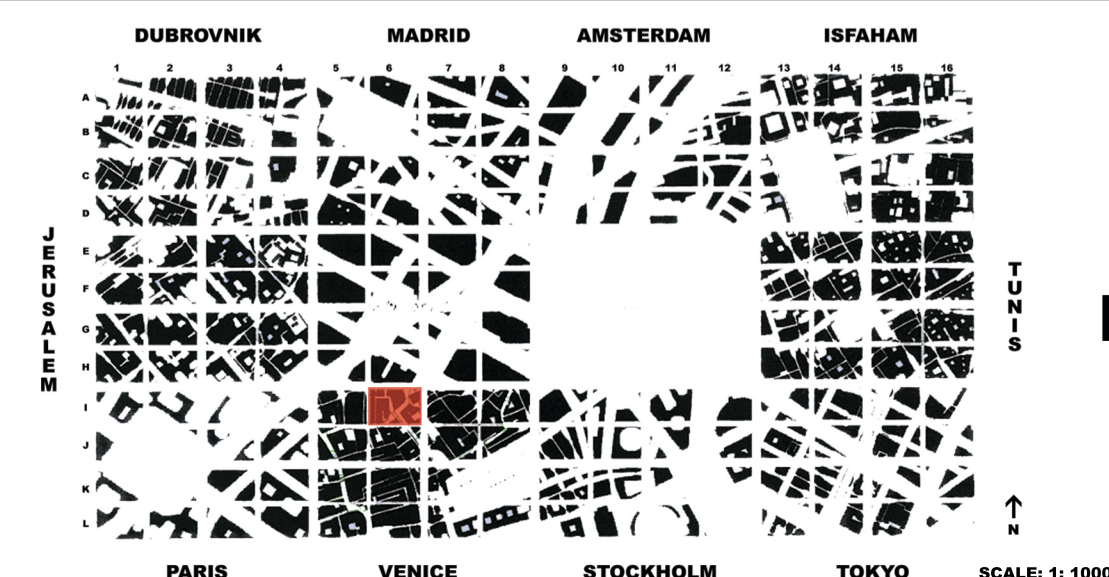 DUBROVNIK MADRID AMSTERDAM ISFAHAM
1 2 3 4 5 6 7 8 9 10 11 12 13 14 15 16
A
B
C
D
E
F
G
H
I
J
K
L
JERUSALEM
TUNIS
N
PARIS VENICE STOCKHOLM TOKYO SCALE: 1: 1000